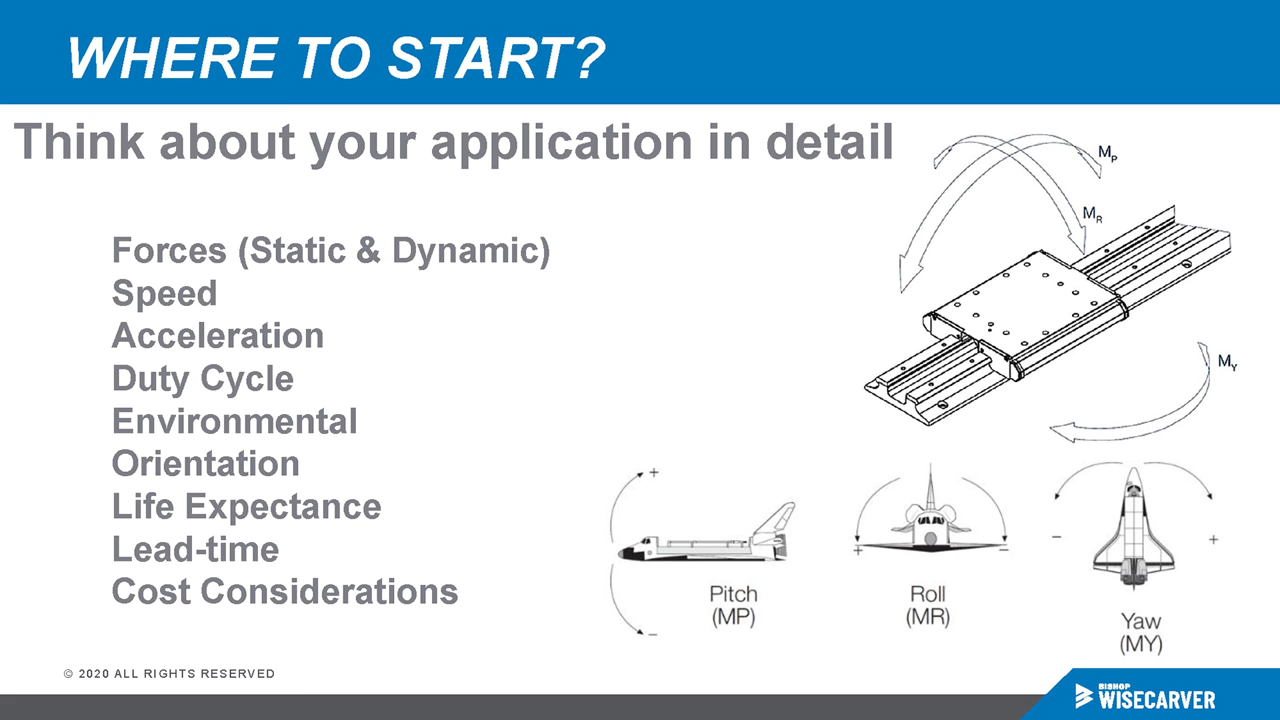 WHERE TO START?
Think about your application in detail
Forces (Static & Dynamic)
Speed
Acceleration
Duty Cycle
Environmental
Orientation
Life Expectance
Lead-time
Cost Considerations
MP
MR
MY
+
−
Pitch
(MP)
+
−
Roll
(MR)
−
+
Yaw
(MY)
© 2020 ALL RIGHTS RESERVED
BISHOP
WISECARVER